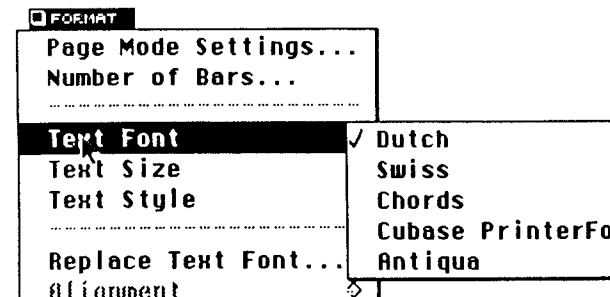 FORMAT
Page Mode Settings...
Number of Bars...
Text Font
Text Size
Text Style
Replace Text Font...
Alignment
✓ Dutch
Swiss
Chords
Cubase PrinterFo
Antiqua